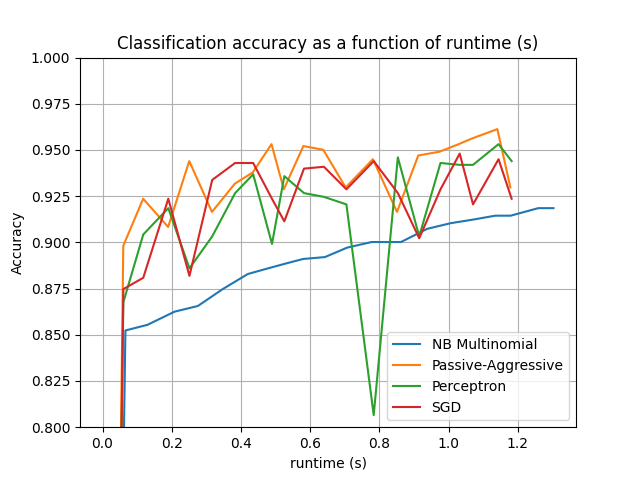 Classification accuracy as a function of runtime (s)
1.000
0.975
0.950
0.925
0.900
0.875
0.850
0.825
0.800
Accuracy
NB Multinomial
Passive-Aggressive
Perceptron
SGD
0.0 0.2 0.4 0.6 0.8 1.0 1.2
runtime (s)